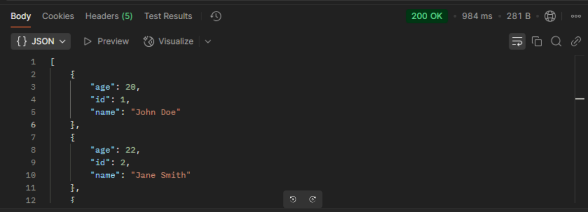 Body Cookies Headers (5) Test Results 200 OK • 984 ms • 281 B •
{ } JSON Preview Visualize
1 [
2 {
3 "age": 20,
4 "id": 1,
5 "name": "John Doe"
6 },
7 {
8 "age": 22,
9 "id": 2,
10 "name": "Jane Smith"
11 },
12 {